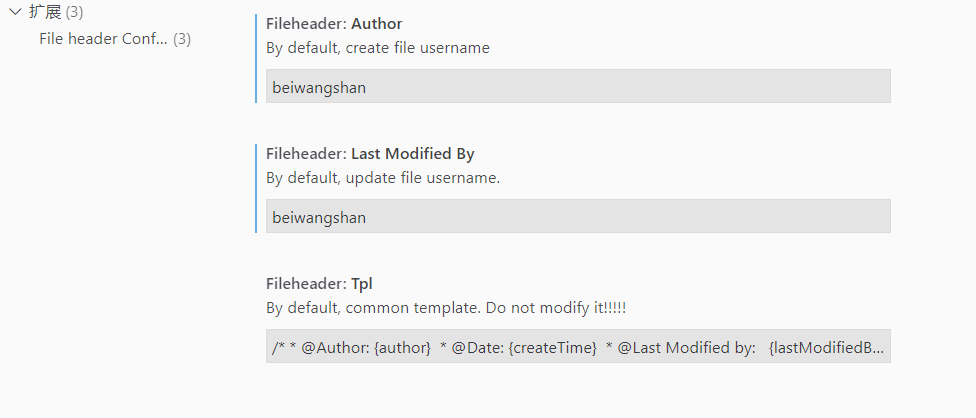 扩展 (3)
File header Conf... (3)
Fileheader: Author
By default, create file username
beiwangshan
Fileheader: Last Modified By
By default, update file username.
beiwangshan
Fileheader: Tpl
By default, common template. Do not modify it!!!!!
/* * @Author: {author}  * @Date: {createTime}  * @Last Modified by:   {lastModifiedB...